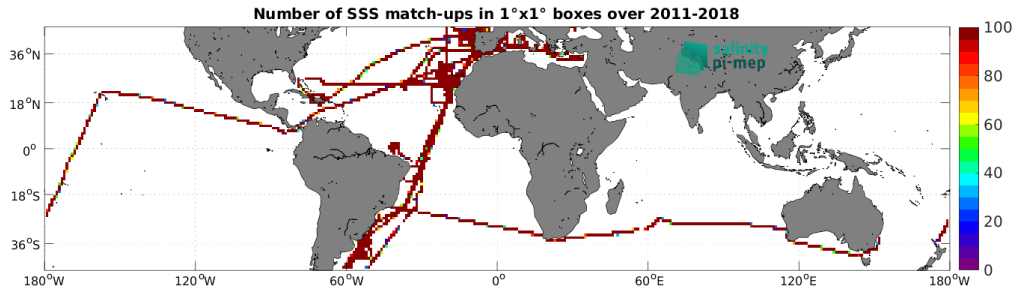 Number of SSS match-ups in 1°x1° boxes over 2011-2018
36°N
18°N
0°
18°S
36°S
180°W 120°W 60°W 0° 60°E 120°E 180°W
salinity
pi-mep
100
80
60
40
20
0